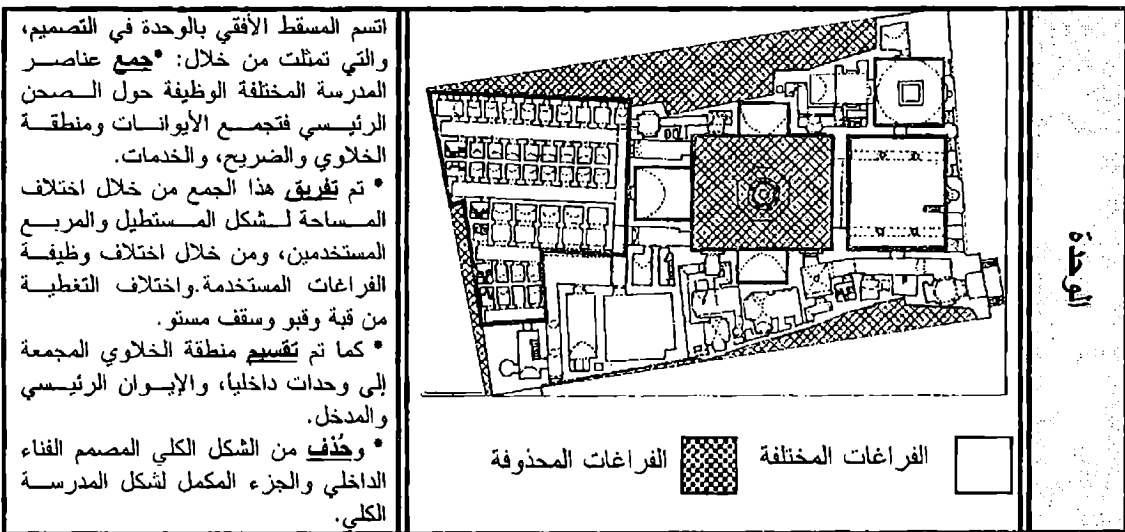 الوحدة
اتسم المسقط الأفقي بالوحدة في التصميم،
والتي تمثلت من خلال: *جمع عناصر
المدرسة المختلفة الوظيفة حول الصحن
الرئيسي فتجمع الأيوانات ومنطقة
الخلاوي والضريح، والخدمات.
* تم تفريق هذا الجمع من خلال اختلاف
المساحة لشكل المستطيل والمربع
المستخدمين، ومن خلال اختلاف وظيفة
الفراغات المستخدمة.واختلاف التغطية
من قبة وقبو وسقف مستو.
* كما تم تقسيم منطقة الخلاوي المجمعة
إلى وحدات داخلياً، والإيوان الرئيسي
والمدخل.
* وحُذف من الشكل الكلي المصمم الفناء
الداخلي والجزء المكمل لشكل المدرسة
الكلي.
الفراغات المختلفة
الفراغات المحذوفة